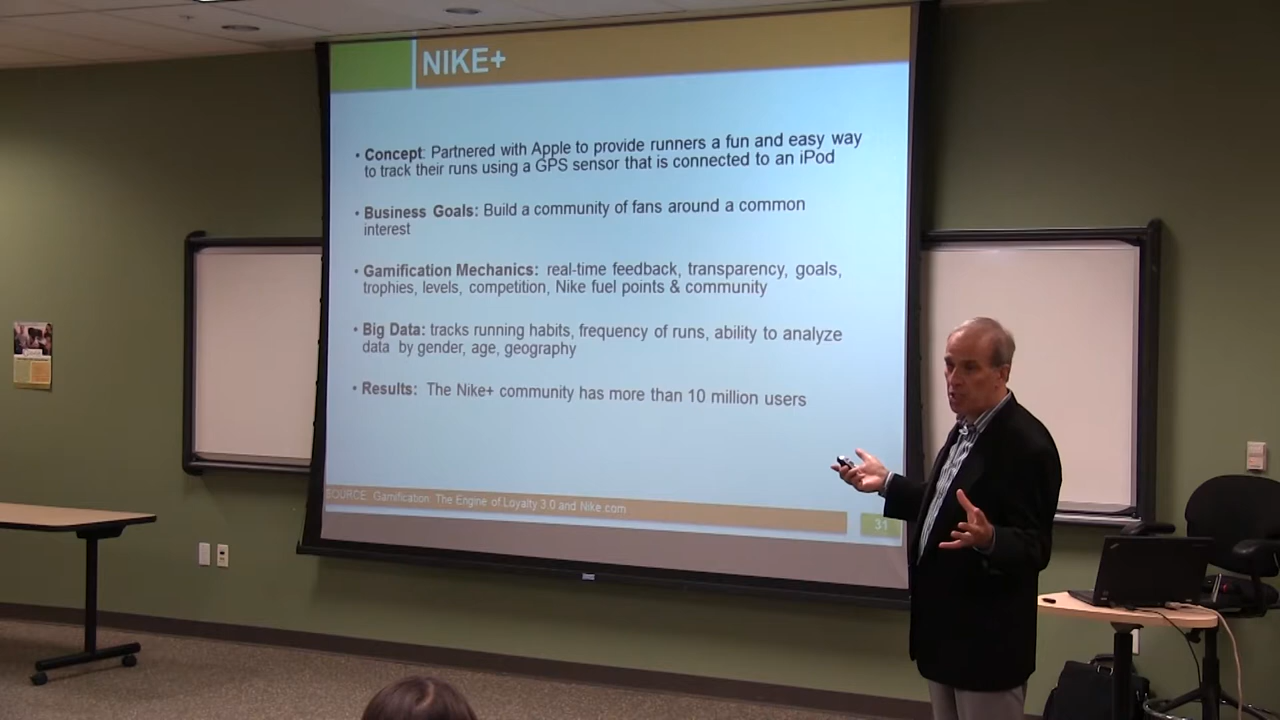 NIKE+
• Concept: Partnered with Apple to provide runners a fun and easy way
to track their runs using a GPS sensor that is connected to an iPod
• Business Goals: Build a community of fans around a common
interest
• Gamification Mechanics: real-time feedback, transparency, goals,
trophies, levels, competition, Nike fuel points & community
• Big Data: tracks running habits, frequency of runs, ability to analyze
data by gender, age, geography
• Results: The Nike+ community has more than 10 million users
SOURCE: Gamification: The Engine of Loyalty 3.0 and Nike.com
31